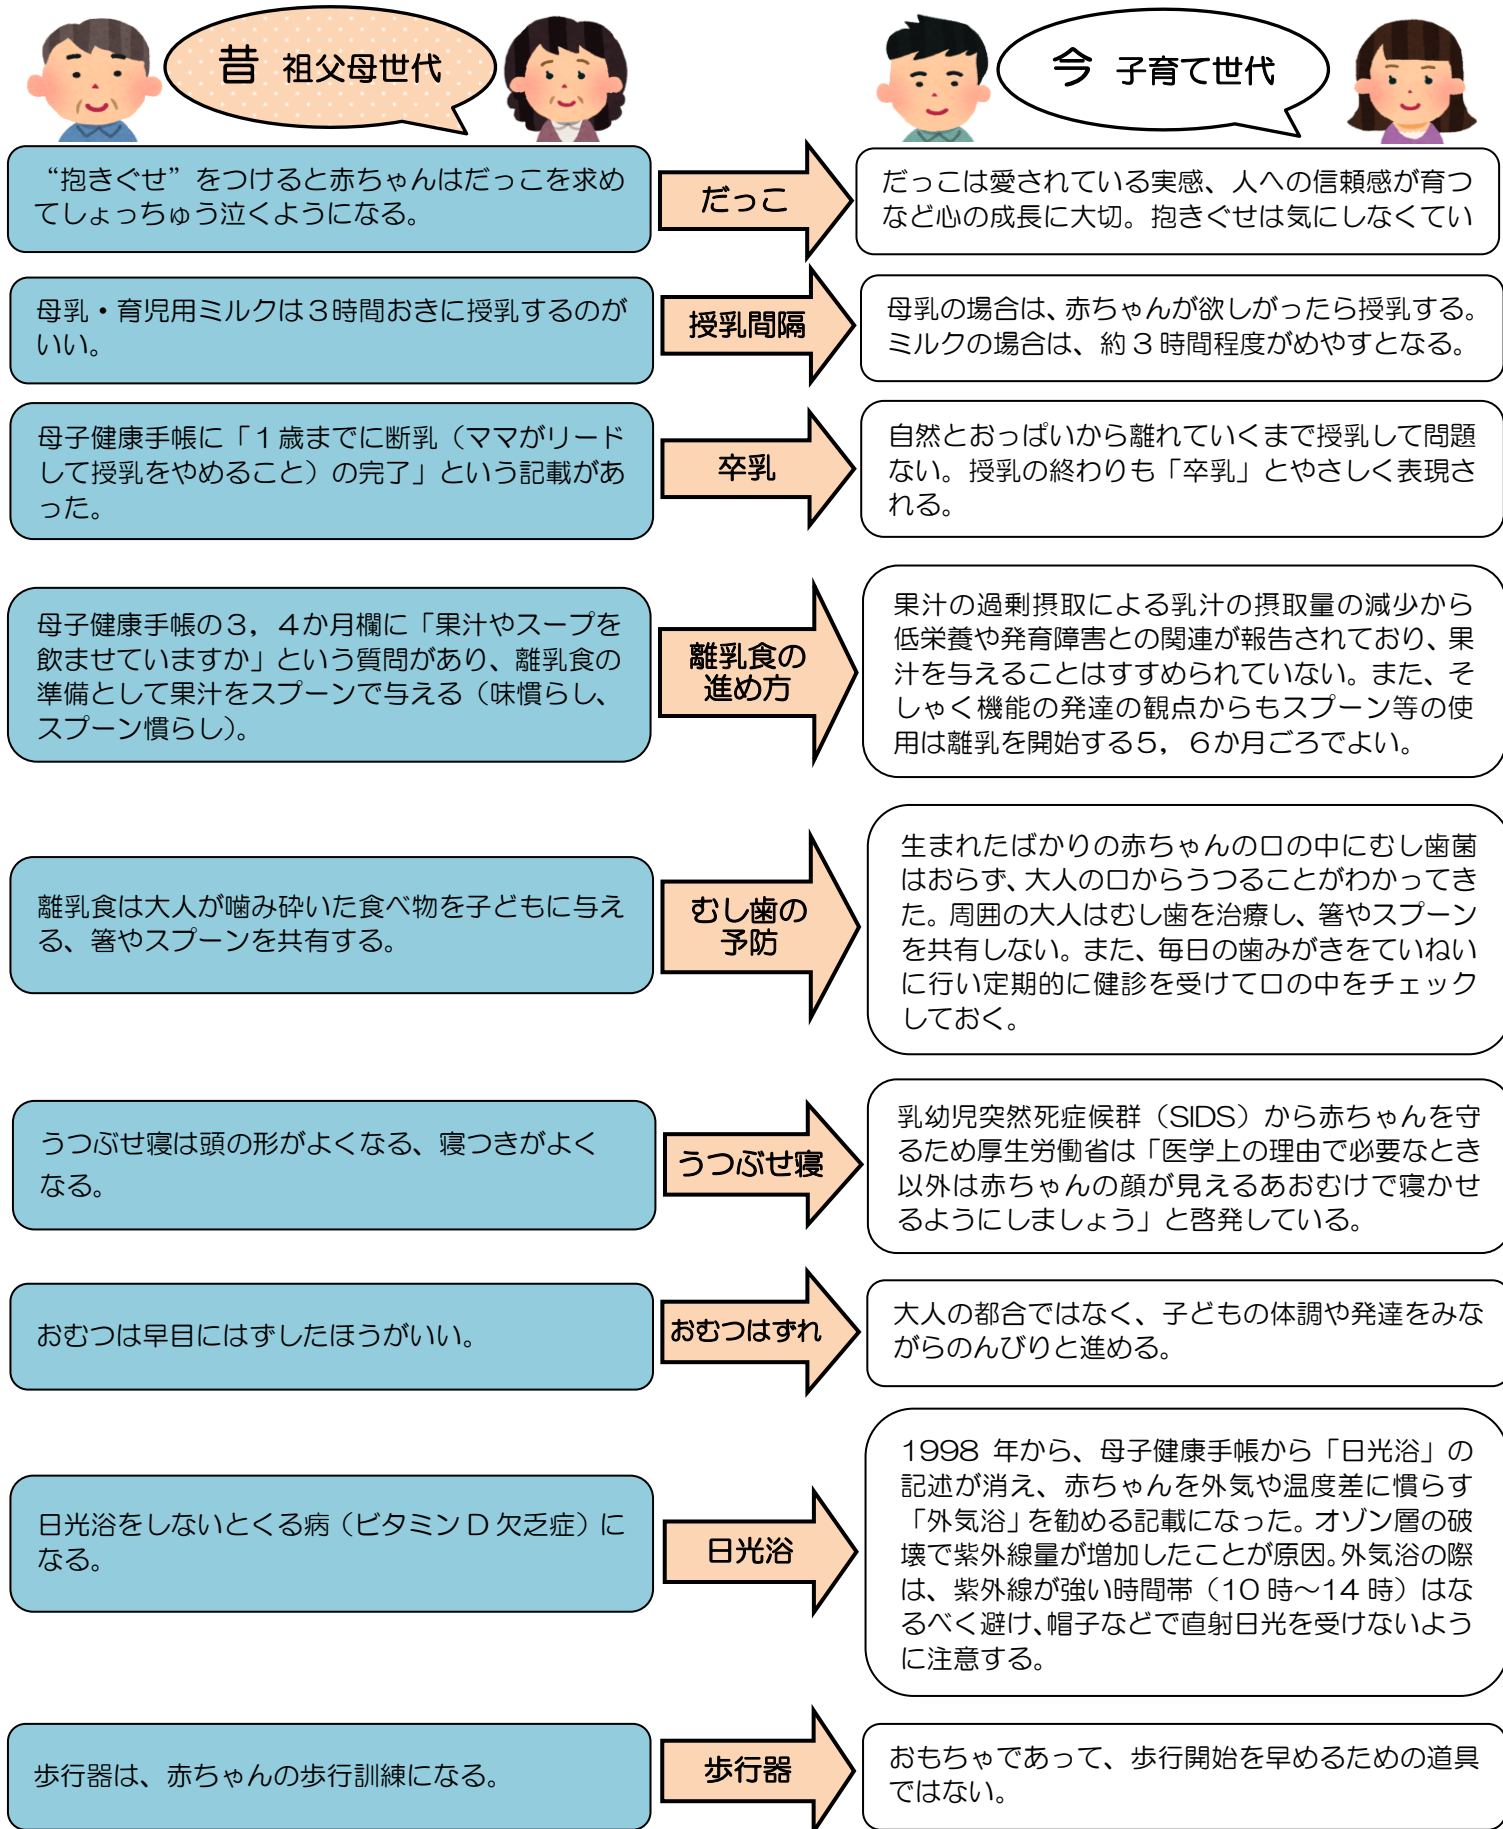 昔 祖父母世代
今 子育て世代
“抱きぐせ”をつけると赤ちゃんはだっこを求め
てしょっちゅう泣くようになる。
だっこ
だっこは愛されている実感、人への信頼感が育つ
など心の成長に大切。抱きぐせは気にしなくてい
母乳・育児用ミルクは３時間おきに授乳するのが
いい。
授乳間隔
母乳の場合は、赤ちゃんが欲しがったら授乳する。
ミルクの場合は、約３時間程度がめやすとなる。
母子健康手帳に「１歳までに断乳（ママがリード
して授乳をやめること）の完了」という記載があ
った。
卒乳
自然とおっぱいから離れていくまで授乳して問題
ない。授乳の終わりも「卒乳」とやさしく表現さ
れる。
母子健康手帳の３，４か月欄に「果汁やスープを
飲ませていますか」という質問があり、離乳食の
準備として果汁をスプーンで与える（味慣らし、
スプーン慣らし）。
離乳食の
進め方
果汁の過剰摂取による乳汁の摂取量の減少から
低栄養や発育障害との関連が報告されており、果
汁を与えることはすすめられていない。また、そ
しゃく機能の発達の観点からもスプーン等の使
用は離乳を開始する５，６か月ごろでよい。
離乳食は大人が噛み砕いた食べ物を子どもに与え
る、箸やスプーンを共有する。
むし歯の
予防
生まれたばかりの赤ちゃんの口の中にむし歯菌
はおらず、大人の口からうつることがわかってき
た。周囲の大人はむし歯を治療し、箸やスプーン
を共有しない。また、毎日の歯みがきをていねい
に行い定期的に健診を受けて口の中をチェック
しておく。
うつぶせ寝は頭の形がよくなる、寝つきがよく
なる。
うつぶせ寝
乳幼児突然死症候群（SIDS）から赤ちゃんを守
るため厚生労働省は「医学上の理由で必要なとき
以外は赤ちゃんの顔が見えるあおむけで寝かせ
るようにしましょう」と啓発している。
おむつは早目にはずしたほうがいい。
おむつはずれ
大人の都合ではなく、子どもの体調や発達をみな
がらのんびりと進める。
日光浴をしないとくる病（ビタミンＤ欠乏症）に
なる。
日光浴
1998 年から、母子健康手帳から「日光浴」の
記述が消え、赤ちゃんを外気や温度差に慣らす
「外気浴」を勧める記載になった。オゾン層の破
壊で紫外線量が増加したことが原因。外気浴の際
は、紫外線が強い時間帯（10 時～14 時）はな
るべく避け、帽子などで直射日光を受けないよう
に注意する。
歩行器は、赤ちゃんの歩行訓練になる。
歩行器
おもちゃであって、歩行開始を早めるための道具
ではない。